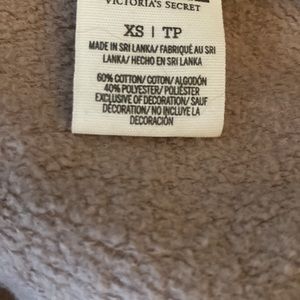 VICTORIA'S SECRET
XS | TP
MADE IN SRI LANKA/ FABRIQUÉ AU SRI
LANKA/ HECHO EN SRI LANKA
60% COTTON/ COTON/ ALGODÓN
40% POLYESTER/ POLIÉSTER
EXCLUSIVE OF DECORATION/ SAUF
DÉCORATION/ NO INCLUYE LA
DECORACIÓN